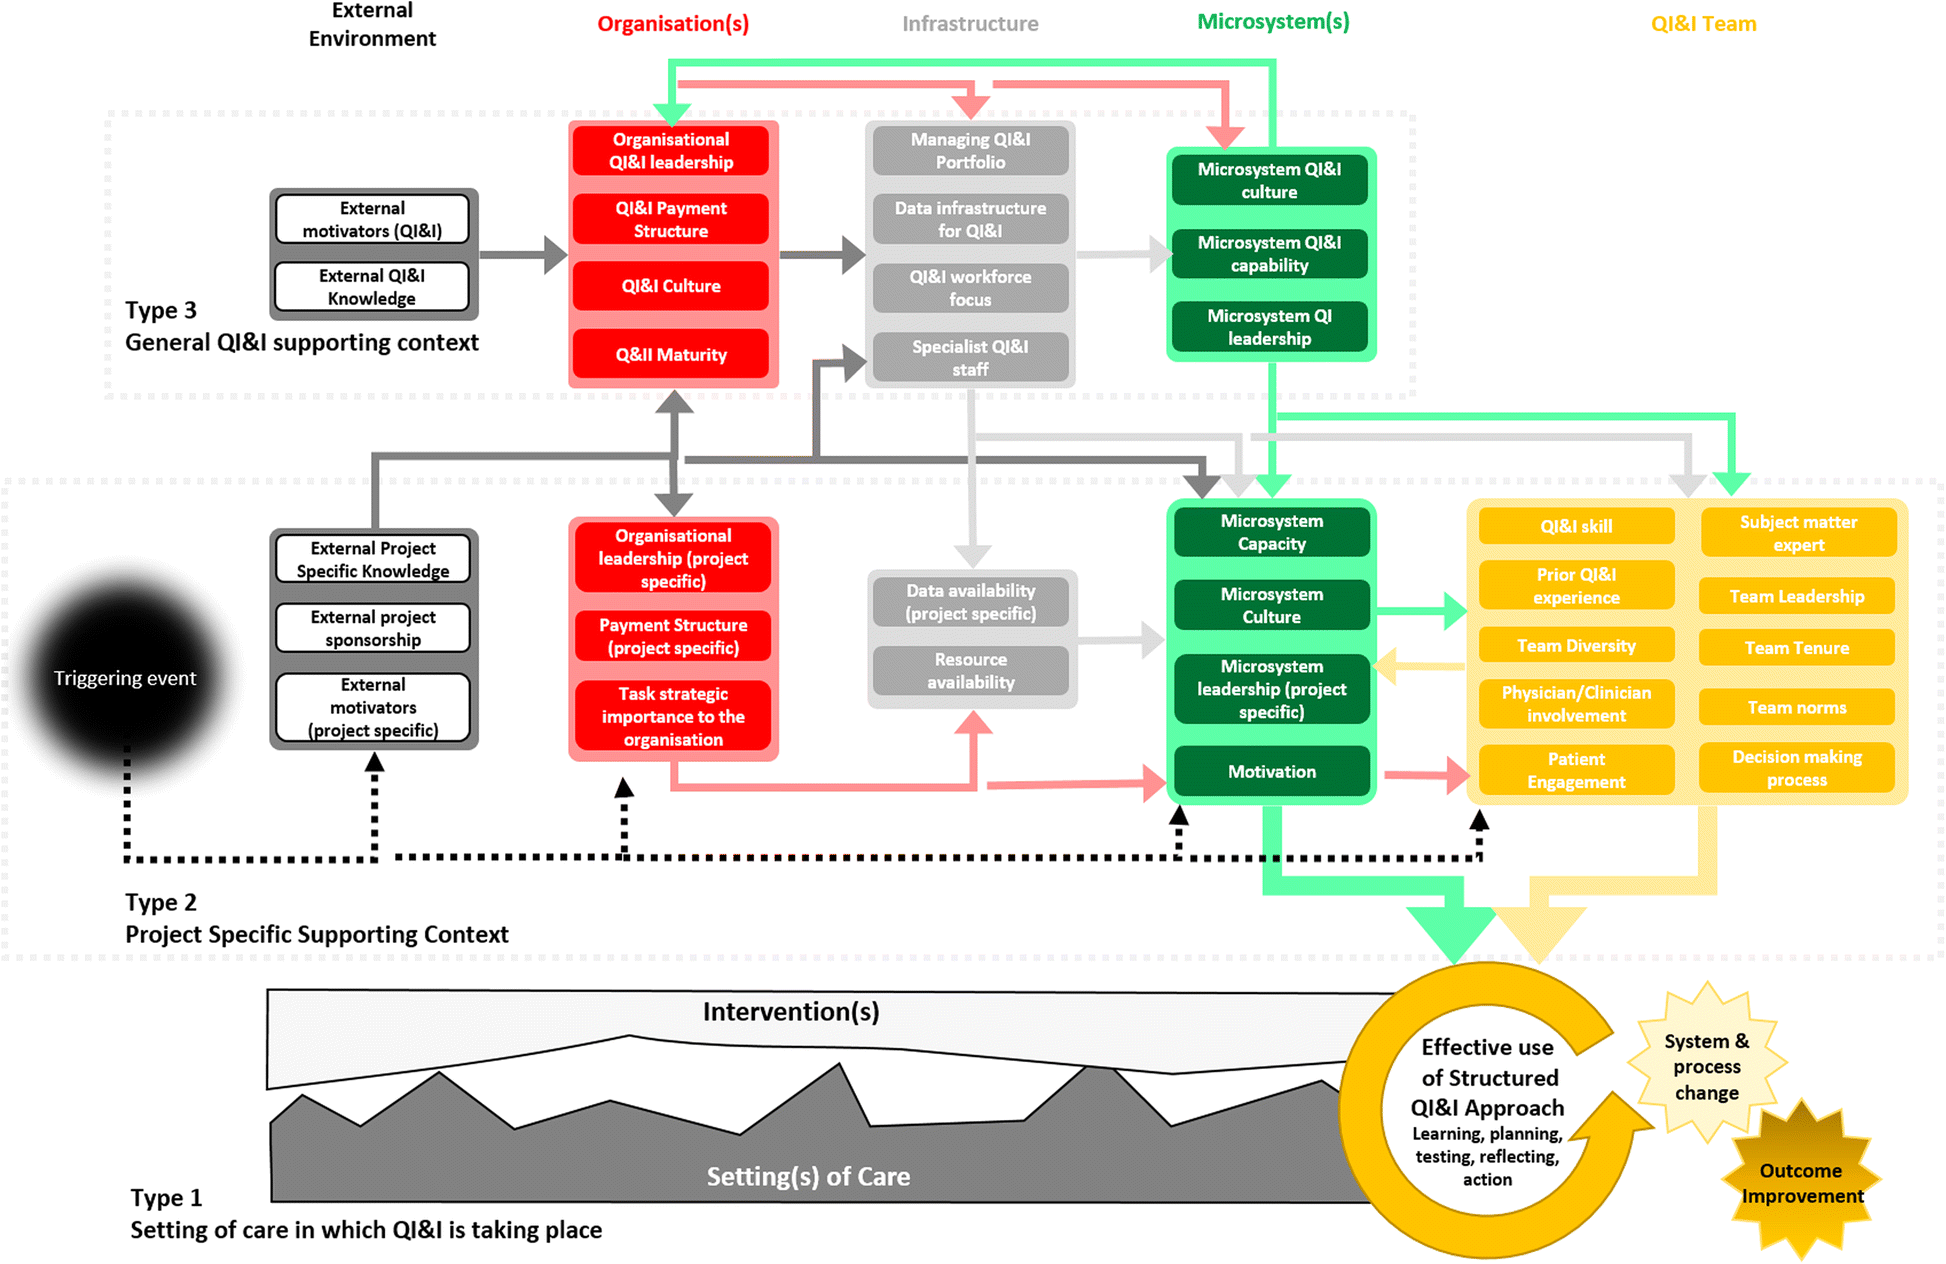 External
Environment
Organisation(s)
Infrastructure
Microsystem(s)
QI&I Team
External
motivators (QI&I)
External QI&I
Knowledge
Type 3
General QI&I supporting context
Organisational
QI&I leadership
QI&I Payment
Structure
QI&I Culture
Q&II Maturity
Managing QI&I
Portfolio
Data infrastructure
for QI&I
QI&I workforce
focus
Specialist QI&I
staff
Microsystem QI&I
culture
Microsystem QI&I
capability
Microsystem QI
leadership
Triggering event
External Project
Specific Knowledge
External project
sponsorship
External
motivators
(project specific)
Organisational
leadership (project
specific)
Payment Structure
(project specific)
Task strategic
importance to the
organisation
Data availability
(project specific)
Resource
availability
Microsystem
Capacity
Microsystem
Culture
Microsystem
leadership (project
specific)
Motivation
QI&I skill
Prior QI&I
experience
Team Diversity
Physician/Clinician
involvement
Patient
Engagement
Subject matter
expert
Team Leadership
Team Tenure
Team norms
Decision making
process
Type 2
Project Specific Supporting Context
Intervention(s)
Setting(s) of Care
Type 1
Setting of care in which QI&I is taking place
Effective use
of Structured
QI&I Approach
Learning, planning,
testing, reflecting,
action
System &
process
change
Outcome
Improvement